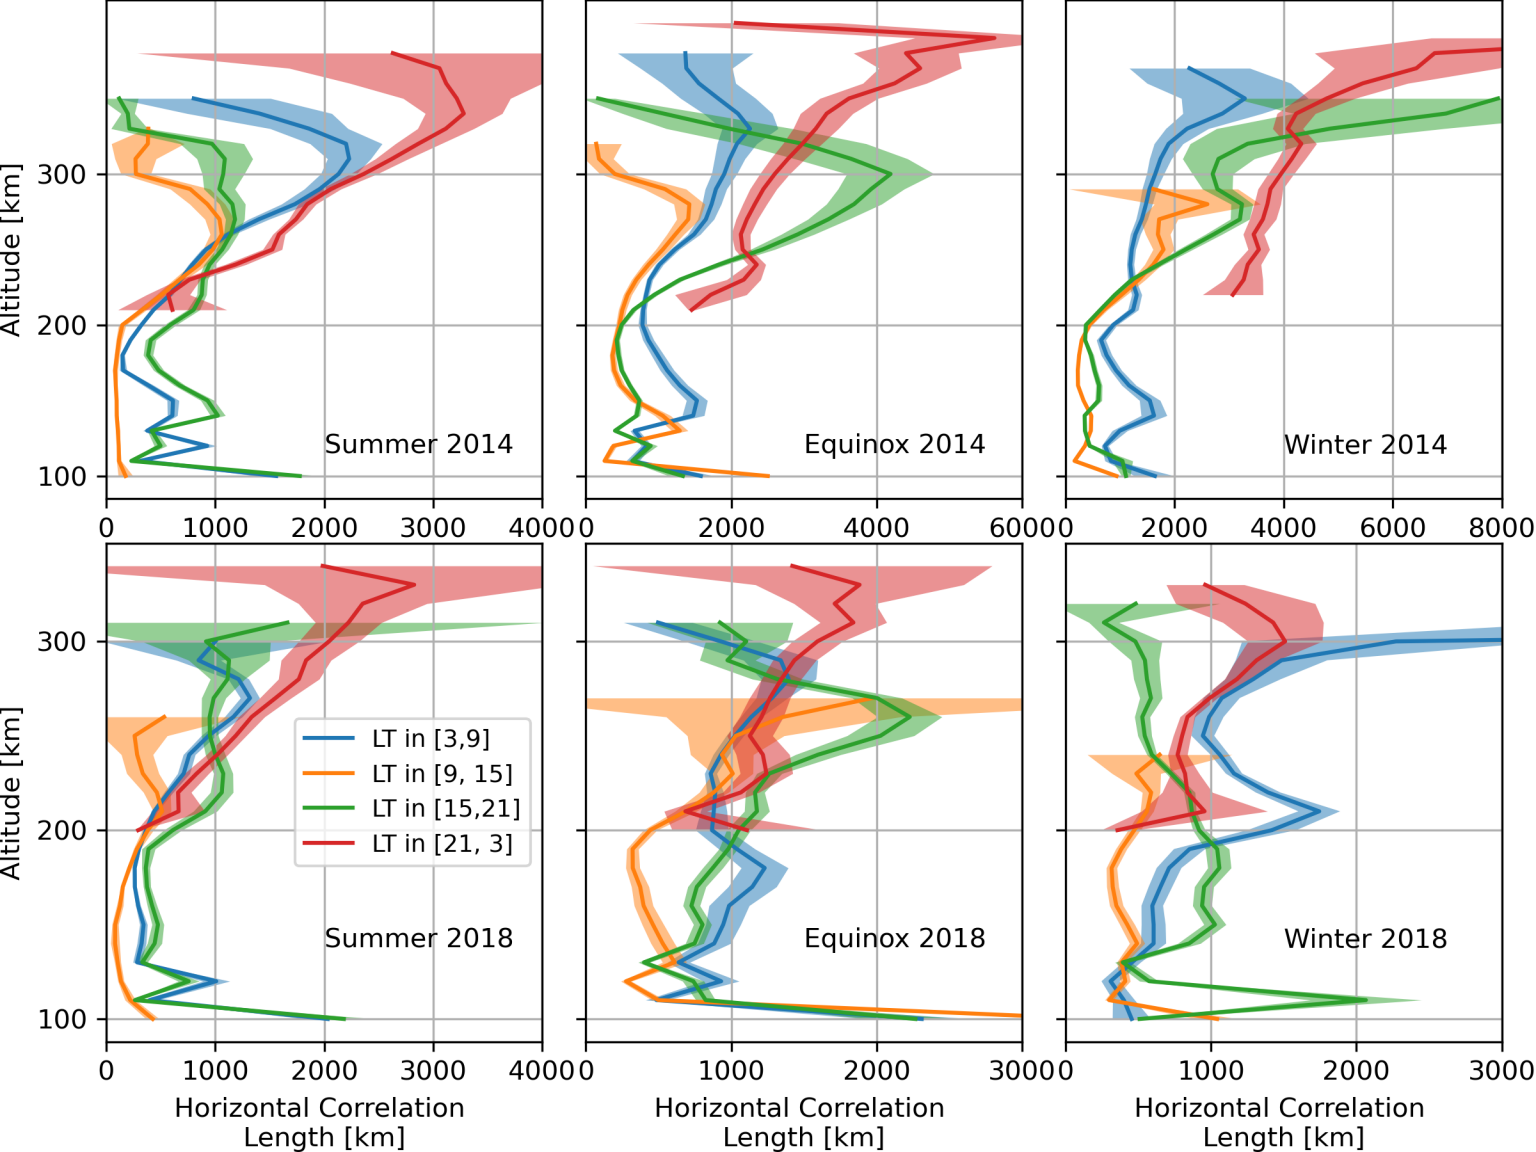 Altitude [km]
300
200
100
Summer 2014
Equinox 2014
Winter 2014
0 1000 2000 3000 4000
0 2000 4000 6000
0 2000 4000 6000 8000
Altitude [km]
300
200
100
LT in [3,9]
LT in [9, 15]
LT in [15,21]
LT in [21, 3]
Summer 2018
Equinox 2018
Winter 2018
0 1000 2000 3000 4000
0 1000 2000 3000
0 1000 2000 3000
Horizontal Correlation
Length [km]
Horizontal Correlation
Length [km]
Horizontal Correlation
Length [km]